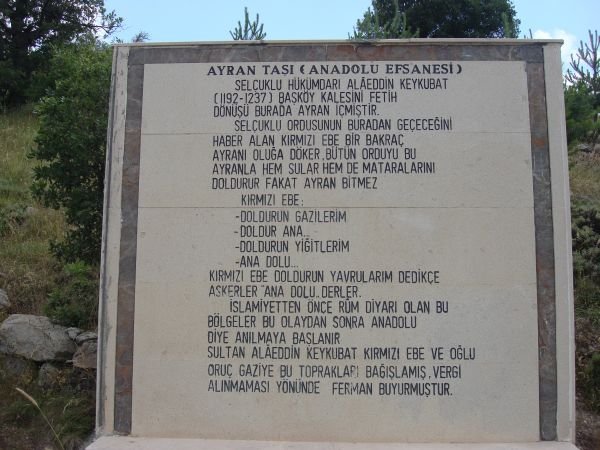 AYRAN TAŞI (ANADOLU EFSANESİ)
SELÇUKLU HÜKÜMDARI ALÂEDDİN KEYKUBAT
(1192-1237) BAŞKÖY KALESİNİ FETİH
DÖNÜŞÜ BURADA AYRAN İÇMİŞTİR.
SELÇUKLU ORDUSUNUN BURADAN GEÇECEĞİNİ
HABER ALAN KIRMIZI EBE BİR BAKRAÇ
AYRANI OLUĞA DÖKER, BÜTÜN ORDUYU BU
AYRANLA HEM SULAR HEM DE MATARALARINI
DOLDURUR FAKAT AYRAN BİTMEZ
KIRMIZI EBE;
-DOLDURUN GAZİLERİM
-DOLDUR ANA...
-DOLDURUN YİĞİTLERİM
-ANA DOLU...
KIRMIZI EBE DOLDURUN YAVRULARIM DEDİKÇE
ASKERLER "ANA DOLU,, DERLER.
İSLAMİYETTEN ÖNCE RÜM DİYARI OLAN BU
BÖLGELER BU OLAYDAN SONRA ANADOLU
DİYE ANILMAYA BAŞLANIR
SULTAN ALÂEDDİN KEYKUBAT KIRMIZI EBE VE OĞLU
ORUÇ GAZİYE BU TOPRAKLARI BAĞIŞLAMIŞ, VERGİ
ALINMAMASI YÖNÜNDE FERMAN BUYURMUŞTUR.